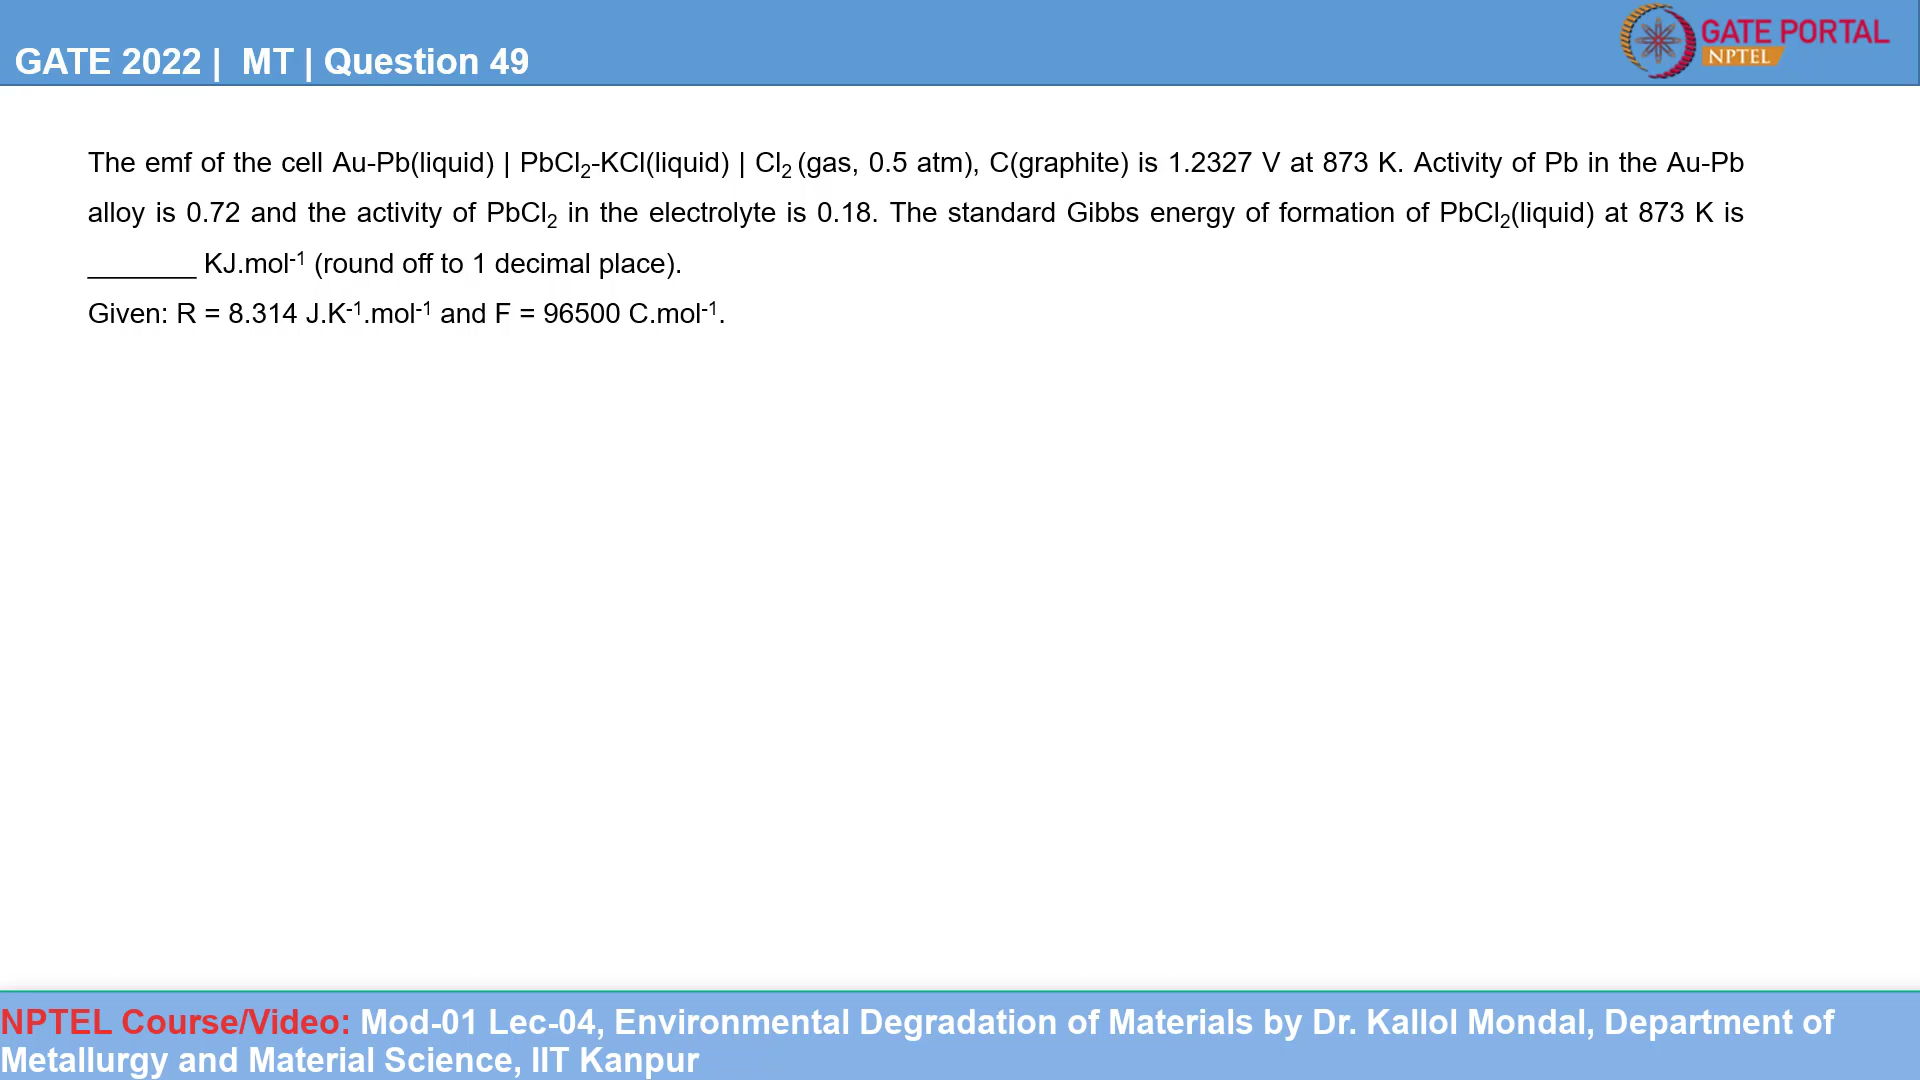 GATE 2022 | MT | Question 49
GATE PORTAL
NPTEL
The emf of the cell Au-Pb(liquid) | PbCl₂-KCl(liquid) | Cl₂ (gas, 0.5 atm), C(graphite) is 1.2327 V at 873 K. Activity of Pb in the Au-Pb
alloy is 0.72 and the activity of PbCl₂ in the electrolyte is 0.18. The standard Gibbs energy of formation of PbCl₂(liquid) at 873 K is
_______ KJ.mol⁻¹ (round off to 1 decimal place).
Given: R = 8.314 J.K⁻¹.mol⁻¹ and F = 96500 C.mol⁻¹.
NPTEL Course/Video: Mod-01 Lec-04, Environmental Degradation of Materials by Dr. Kallol Mondal, Department of
Metallurgy and Material Science, IIT Kanpur